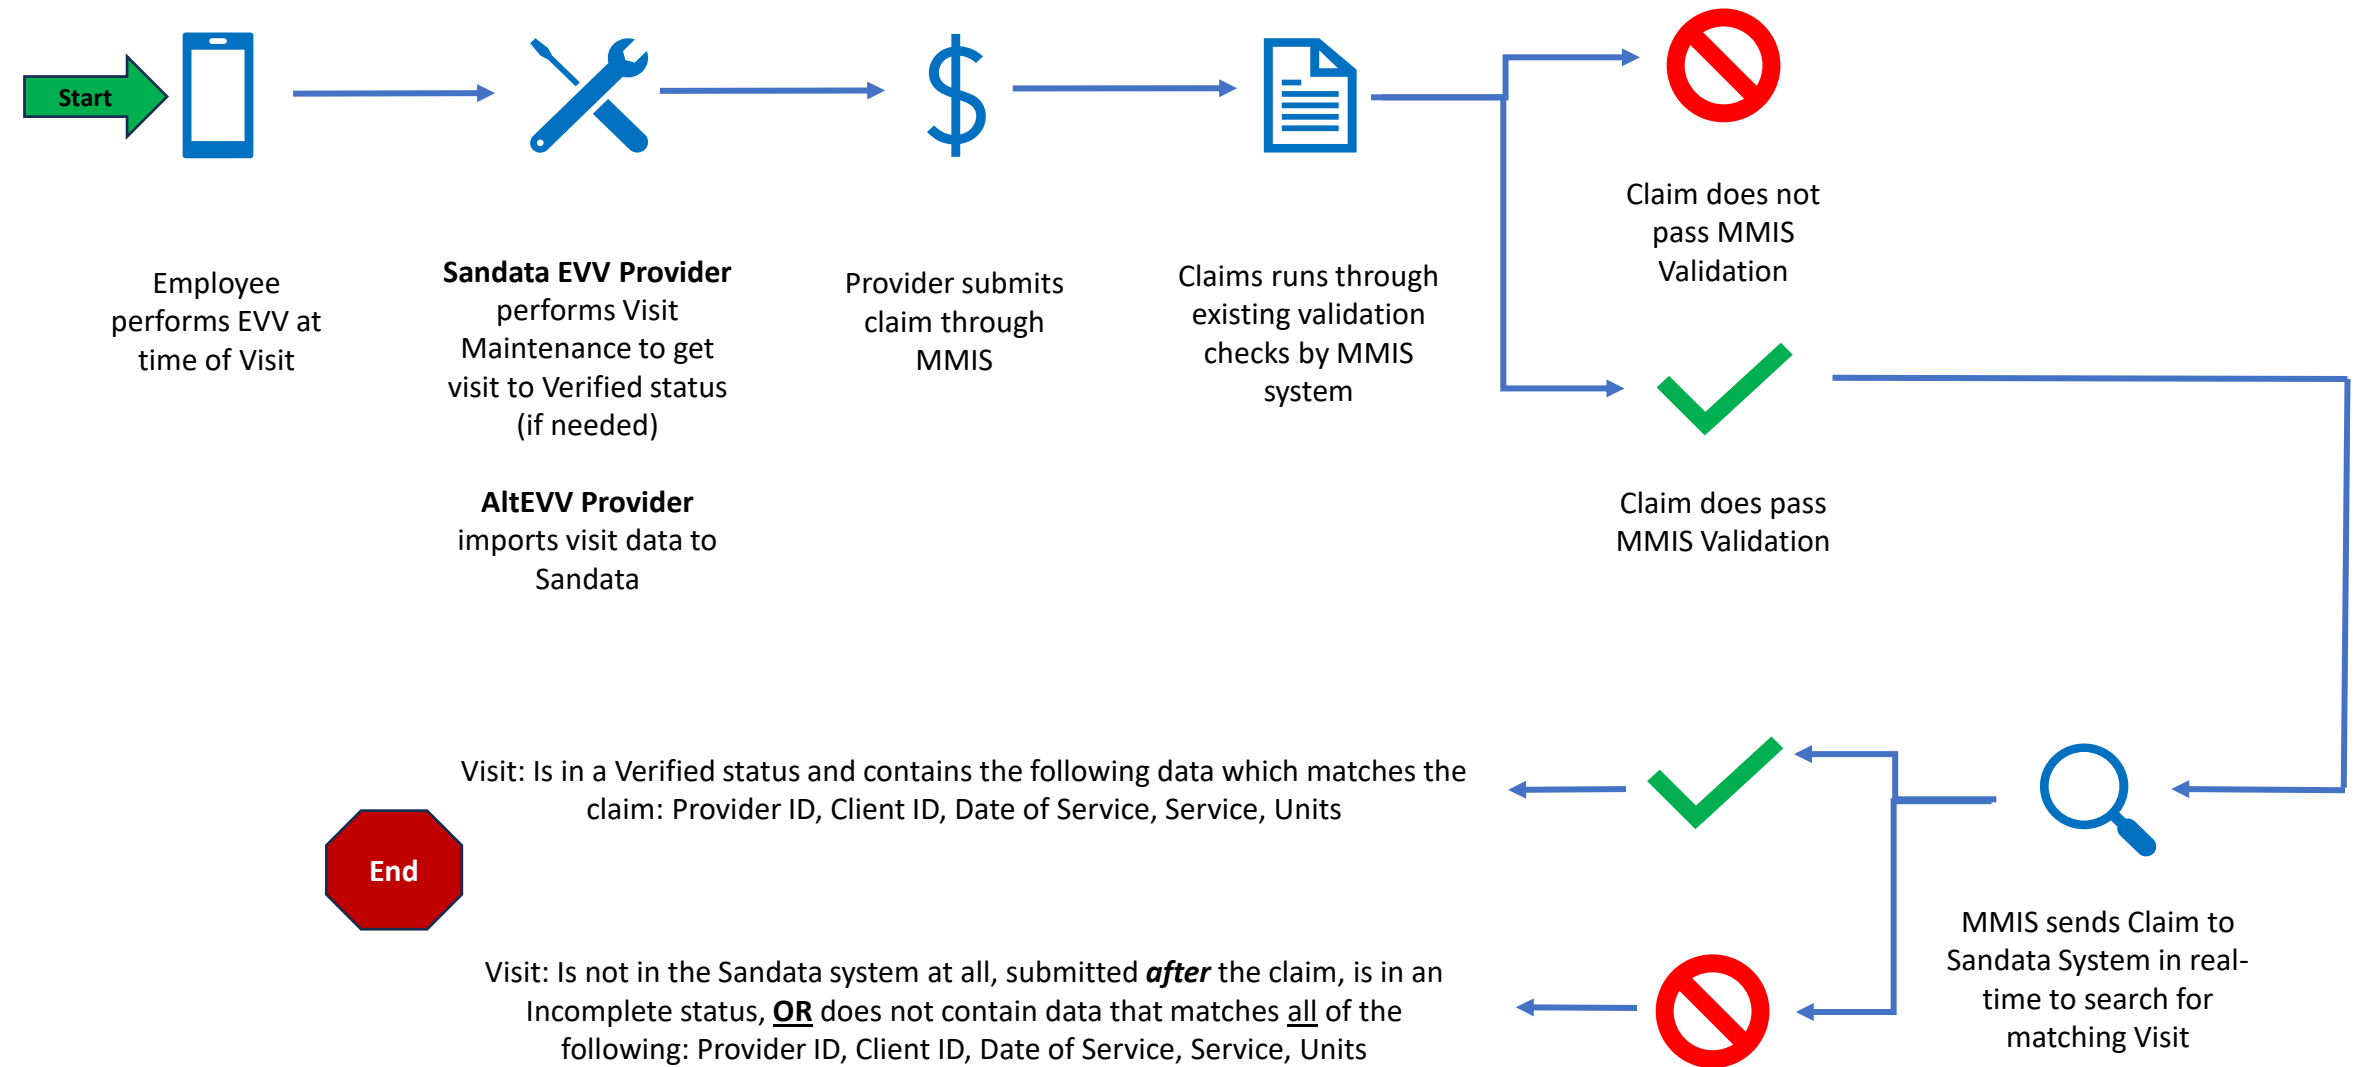 Start
Employee
performs EVV at
time of Visit
Sandata EVV Provider
performs Visit
Maintenance to get
visit to Verified status
(if needed)
AltEVV Provider
imports visit data to
Sandata
Provider submits
claim through
MMIS
Claims runs through
existing validation
checks by MMIS
system
Claim does not
pass MMIS
Validation
Claim does pass
MMIS Validation
MMIS sends Claim to
Sandata System in real-
time to search for
matching Visit
Visit: Is in a Verified status and contains the following data which matches the
claim: Provider ID, Client ID, Date of Service, Service, Units
Visit: Is not in the Sandata system at all, submitted after the claim, is in an
Incomplete status, OR does not contain data that matches all of the
following: Provider ID, Client ID, Date of Service, Service, Units
End